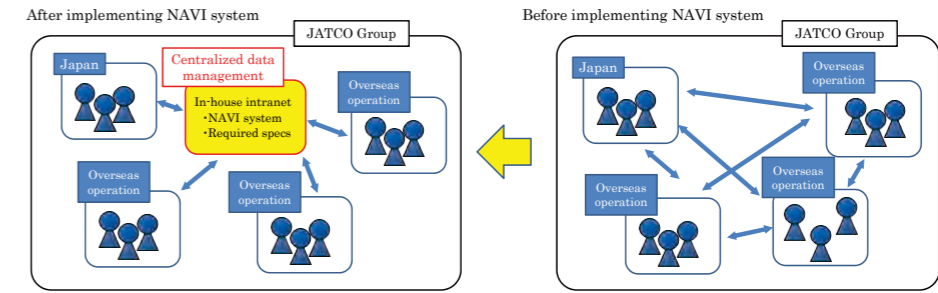 After implementing NAVI system
JATCO Group
Japan
Centralized data
management
In-house intranet
・NAVI system
・Required specs
Overseas
operation
Overseas
operation
Overseas
operation
Before implementing NAVI system
JATCO Group
Japan
Overseas
operation
Overseas
operation
Overseas
operation